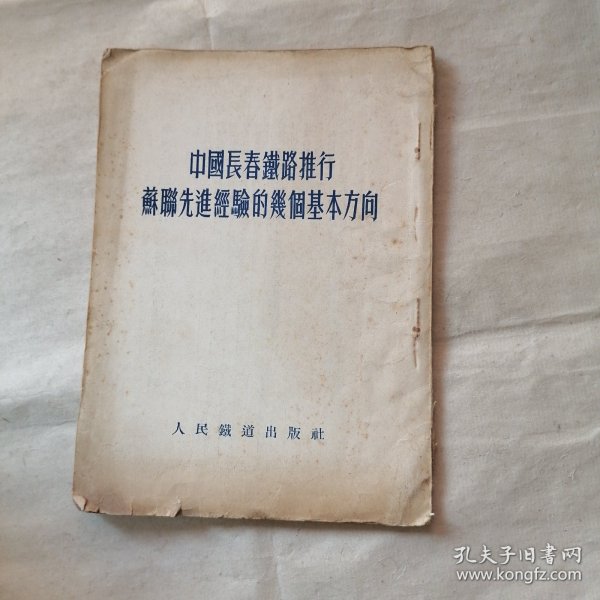 中國長春鐵路推行
蘇聯先進經驗的幾個基本方向
人民鐵道出版社
孔夫子旧書网
www.kongfz.com